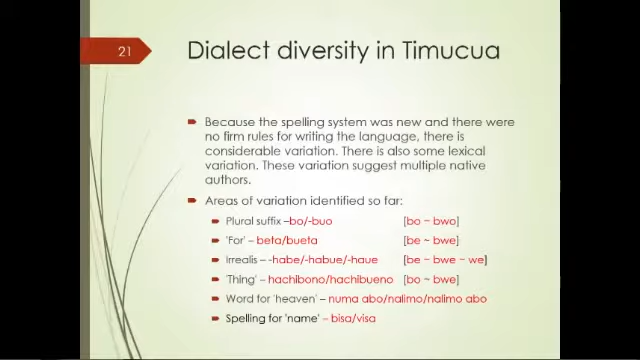 21
Dialect diversity in Timucua
Because the spelling system was new and there were
no firm rules for writing the language, there is
considerable variation. There is also some lexical
variation. These variation suggest multiple native
authors.
Areas of variation identified so far:
Plural suffix –bo/-buo [bo ~ bwo]
'For' – beta/bueta [be ~ bwe]
Irrealis – -habe/-habue/-haue [be ~ bwe ~ we]
'Thing' – hachibono/hachibueno [bo ~ bwe]
Word for 'heaven' – numa abo/nalimo/nalimo abo
Spelling for 'name' – bisa/visa